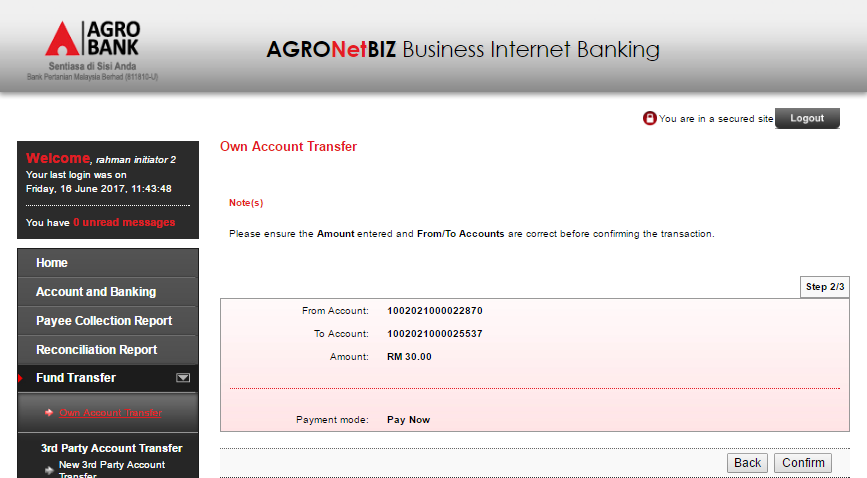 AGRO
BANK
Sentiasa di Sisi Anda
Bank Pertanian Malaysia Berhad (811810-U)
AGRONetBIZ Business Internet Banking
You are in a secured site
Logout
Welcome, rahman initiator 2
Your last login was on
Friday, 16 June 2017, 11:43:48
You have 0 unread messages
Home
Account and Banking
Payee Collection Report
Reconciliation Report
Fund Transfer
Own Account Transfer
3rd Party Account Transfer
New 3rd Party Account
Transfer
Own Account Transfer
Note(s)
Please ensure the Amount entered and From/To Accounts are correct before confirming the transaction.
Step 2/3
From Account: 1002021000022870
To Account: 1002021000025537
Amount: RM 30.00
Payment mode: Pay Now
Back
Confirm